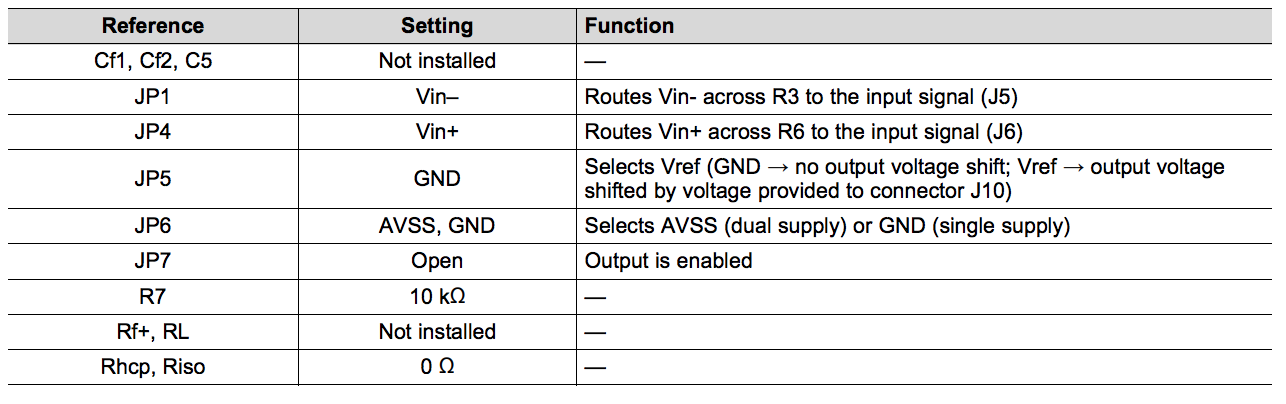 Reference Setting Function
Cf1, Cf2, C5 Not installed —
JP1 Vin– Routes Vin- across R3 to the input signal (J5)
JP4 Vin+ Routes Vin+ across R6 to the input signal (J6)
JP5 GND Selects Vref (GND → no output voltage shift; Vref → output voltage
shifted by voltage provided to connector J10)
JP6 AVSS, GND Selects AVSS (dual supply) or GND (single supply)
JP7 Open Output is enabled
R7 10 kΩ —
Rf+, RL Not installed —
Rhcp, Riso 0 Ω —